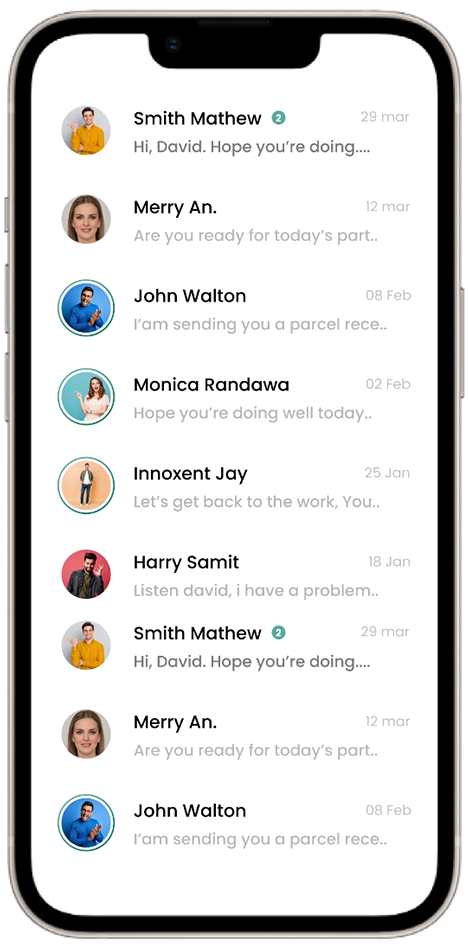 Smith Mathew 2 29 mar
Hi, David. Hope you’re doing....
Merry An. 12 mar
Are you ready for today’s part..
John Walton 08 Feb
I’am sending you a parcel rece..
Monica Randawa 02 Feb
Hope you’re doing well today..
Innoxent Jay 25 Jan
Let’s get back to the work, You..
Harry Samit 18 Jan
Listen david, i have a problem..
Smith Mathew 2 29 mar
Hi, David. Hope you’re doing....
Merry An. 12 mar
Are you ready for today’s part..
John Walton 08 Feb
I’am sending you a parcel rece..